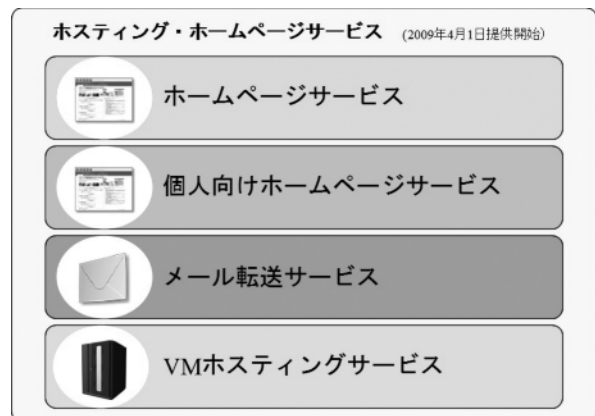 ホスティング・ホームページサービス (2009年4月1日提供開始)
ホームページサービス
個人向けホームページサービス
メール転送サービス
VMホスティングサービス